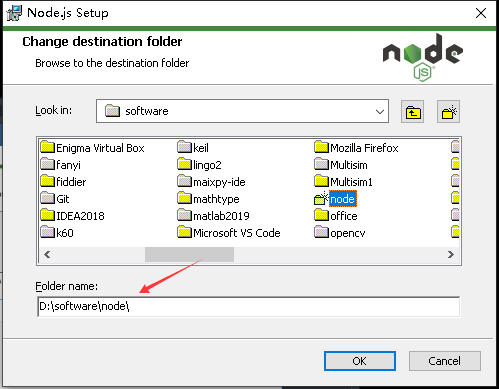 Node.js Setup
Change destination folder
Browse to the destination folder
node
JS
Look in:
software
Enigma Virtual Box
keil
Mozilla Firefox
fanyi
lingo2
Multisim
fiddier
maixpy-ide
Multisim1
Git
mathtype
node
IDEA2018
matlab2019
office
k60
Microsoft VS Code
opencv
Folder name:
D:\software\node\
OK
Cancel